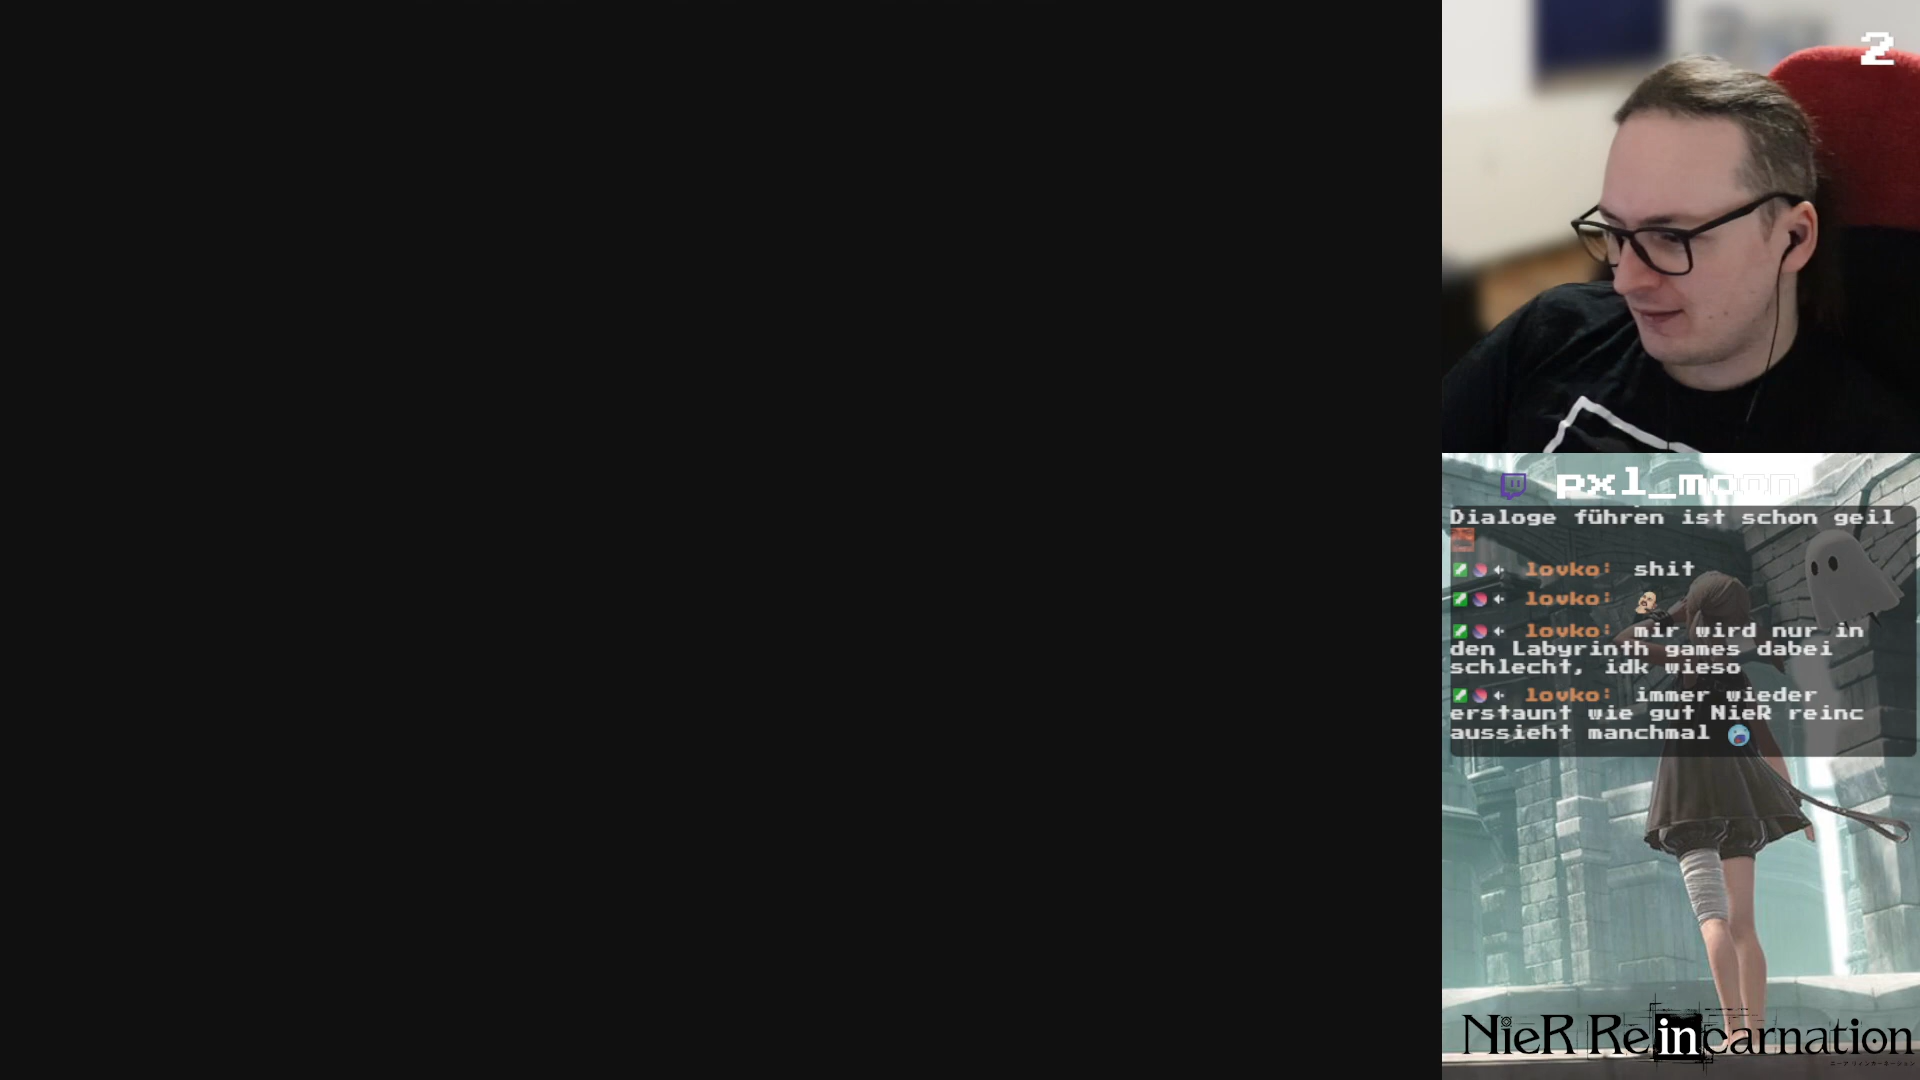 2
pxl_moon
Dialoge führen ist schon geil
lovko: shit
lovko:
lovko: mir wird nur in
den Labyrinth games dabei
schlecht, idk wieso
lovko: immer wieder
erstaunt wie gut NieR reinc
aussieht manchmal
NieR Reincarnation